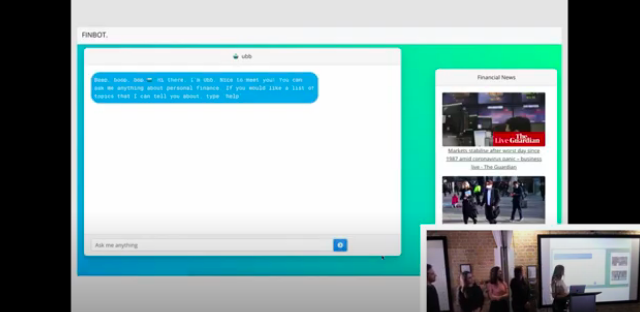 FINBOT.
ubb
Beep, boop, bop Hi there. I'm Ubb. Nice to meet you! You can
ask me anything about personal finance. If you would like a list of
topics that I can tell you about, type 'help'
Ask me anything
Financial News
The
Live Guardian
Markets stabilise after worst day since
1987 amid coronavirus panic – business
live - The Guardian